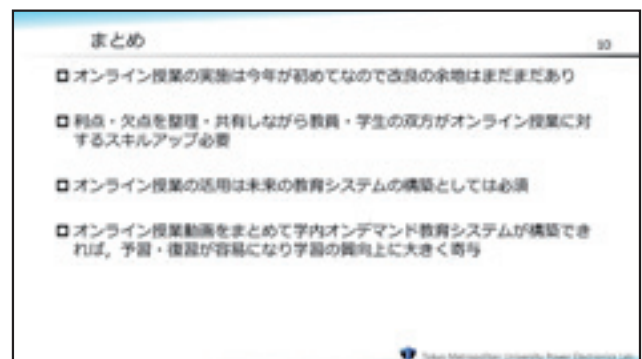 まとめ
10
オンライン授業の実施は今年が初めてなので改良の余地はまだまだあり
利点・欠点を整理・共有しながら教員・学生の双方がオンライン授業に対
するスキルアップ必要
オンライン授業の活用は未来の教育システムの構築としては必須
オンライン授業動画をまとめて学内オンデマンド教育システムが構築でき
れば，予習・復習が容易になり学習の質向上に大きく寄与
Tokyo Metropolitan University Power Electronics Lab.